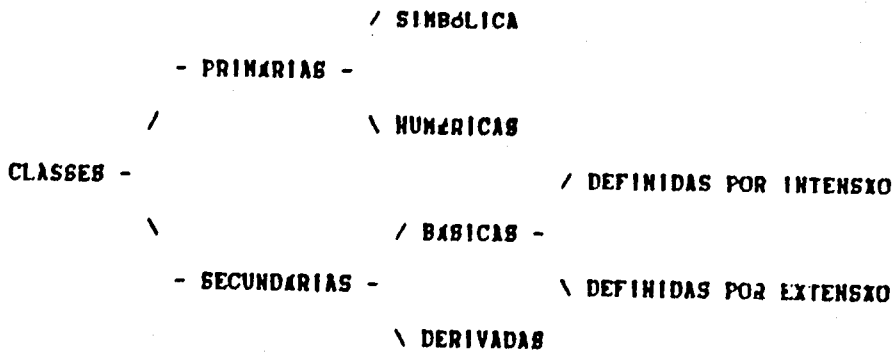 / SIMBÓLICA
- PRIMÁRIAS -
/ \ NUMÉRICAS
CLASSES -
/ DEFINIDAS POR INTENSÃO
\ / BÁSICAS -
- SECUNDÁRIAS - \ DEFINIDAS POR EXTENSÃO
\ DERIVADAS